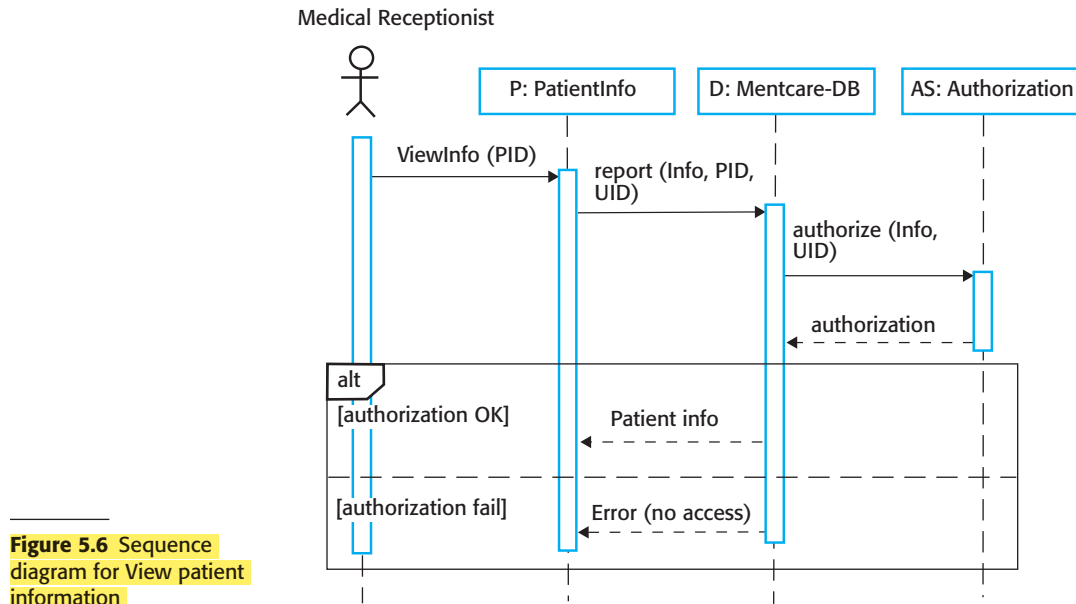 Medical Receptionist
P: PatientInfo
D: Mentcare-DB
AS: Authorization
ViewInfo (PID)
report (Info, PID,
UID)
authorize (Info,
UID)
authorization
alt
[authorization OK]
Patient info
[authorization fail]
Error (no access)
Figure 5.6 Sequence
diagram for View patient
information